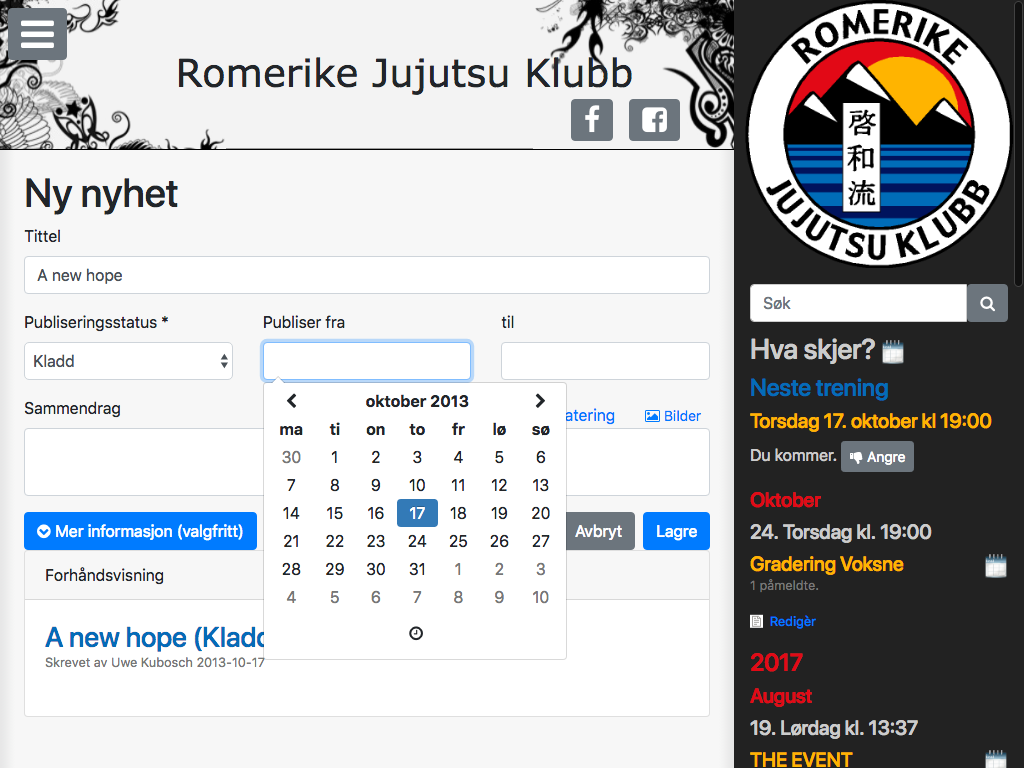 Romerike Jujutsu Klubb
Ny nyhet
Tittel
A new hope
Publiseringsstatus *
Publiser fra
til
Kladd
Sammendrag
atering
Bilder
oktober 2013
ma ti on to fr lø sø
30 1 2 3 4 5 6
7 8 9 10 11 12 13
14 15 16 17 18 19 20
21 22 23 24 25 26 27
28 29 30 31 1 2 3
4 5 6 7 8 9 10
Mer informasjon (valgfritt)
Avbryt
Lagre
Forhåndsvisning
A new hope (Kladd
Skrevet av Uwe Kubosch 2013-10-17
ROMERIKE
啓和流
JUJUTSU KLUBB
Søk
Hva skjer?
Neste trening
Torsdag 17. oktober kl 19:00
Du kommer. Angre
Oktober
24. Torsdag kl. 19:00
Gradering Voksne
1 påmeldte.
Redigèr
2017
August
19. Lørdag kl. 13:37
THE EVENT